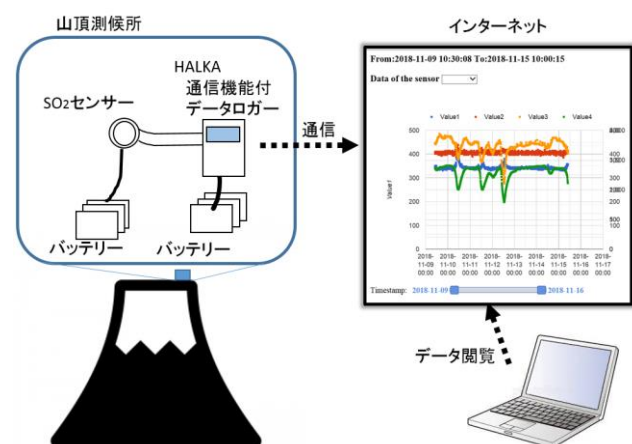 山頂測候所
HALKA
通信機能付
データロガー
SO₂センサー
バッテリー
バッテリー
通信
インターネット
From:2018-11-09 10:30:08 To:2018-11-15 10:00:15
Data of the sensor
Value1 Value2 Value3 Value4
500
400
300
200
100
0
Value1
400
200
100
0
2018-11-09 00:00
2018-11-10 00:00
2018-11-11 00:00
2018-11-12 00:00
2018-11-13 00:00
2018-11-14 00:00
2018-11-15 00:00
2018-11-16 00:00
2018-11-17 00:00
Timestamp: 2018-11-09 2018-11-16
データ閲覧